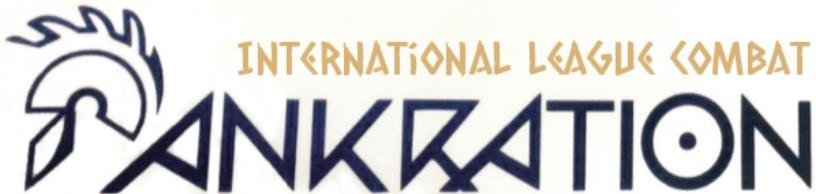 INTERNATiONAL LEAGUE COMBAT
PANKRATION